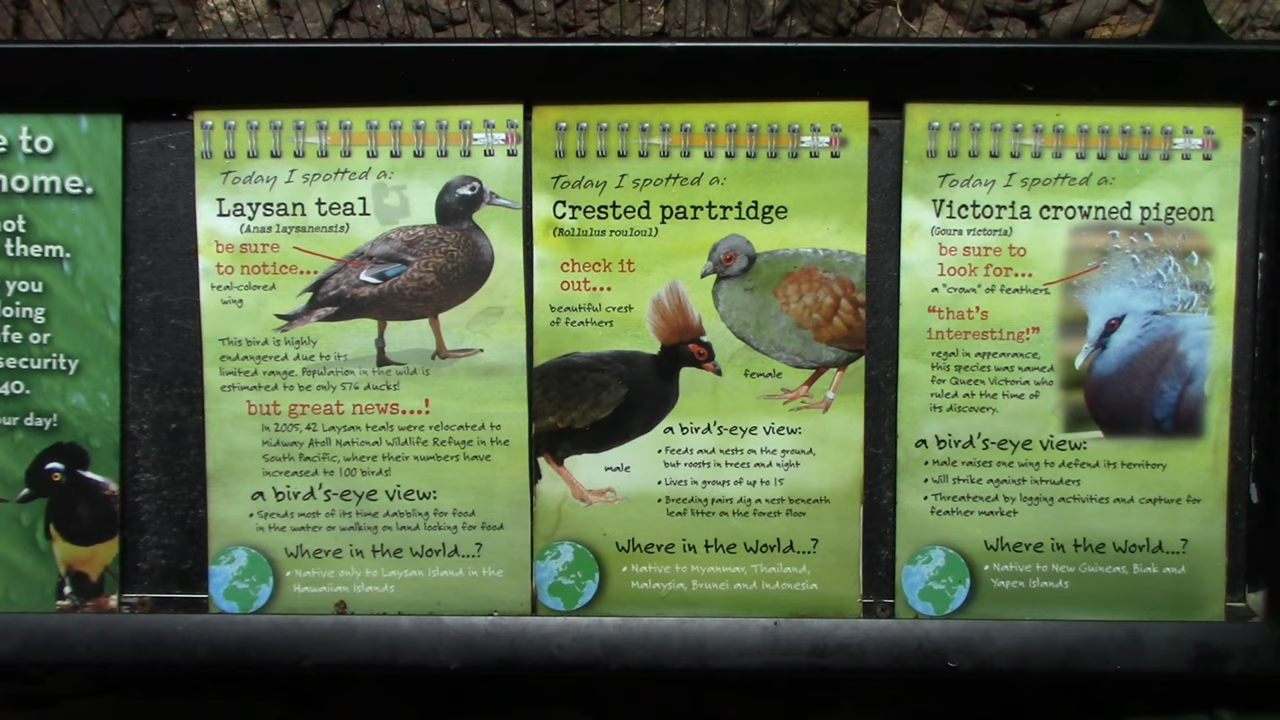 e to
home.
not
them.
you
doing
fe or
security
40.
our day!
Today I spotted a:
Laysan teal
(Anas laysanensis)
be sure
to notice...
teal-colored
wing
This bird is highly
endangered due to its
limited range. Population in the wild is
estimated to be only 576 ducks!
but great news...!
In 2005, 42 Laysan teals were relocated to
Midway Atoll National Wildlife Refuge in the
South Pacific, where their numbers have
increased to 100 birds!
a bird's-eye view:
• Spends most of its time dabbling for food
in the water or walking on land looking for food
Where in the World...?
• Native only to Laysan Island in the
Hawaiian Islands
Today I spotted a:
Crested partridge
(Rollulus rouloul)
check it
out...
beautiful crest
of feathers
female
male
a bird's-eye view:
• Feeds and nests on the ground,
but roosts in trees and night
• Lives in groups of up to 15
• Breeding pairs dig a nest beneath
leaf litter on the forest floor
Where in the World...?
• Native to Myanmar, Thailand,
Malaysia, Brunei and Indonesia
Today I spotted a:
Victoria crowned pigeon
(Goura victoria)
be sure to
look for...
a "crown" of feathers.
"that's
interesting!"
regal in appearance,
this species was named
for Queen Victoria who
ruled at the time of
its discovery.
a bird's-eye view:
• Male raises one wing to defend its territory
• Will strike against intruders
• Threatened by logging activities and capture for
feather market
Where in the World...?
• Native to New Guineas, Biak and
Yapen Islands